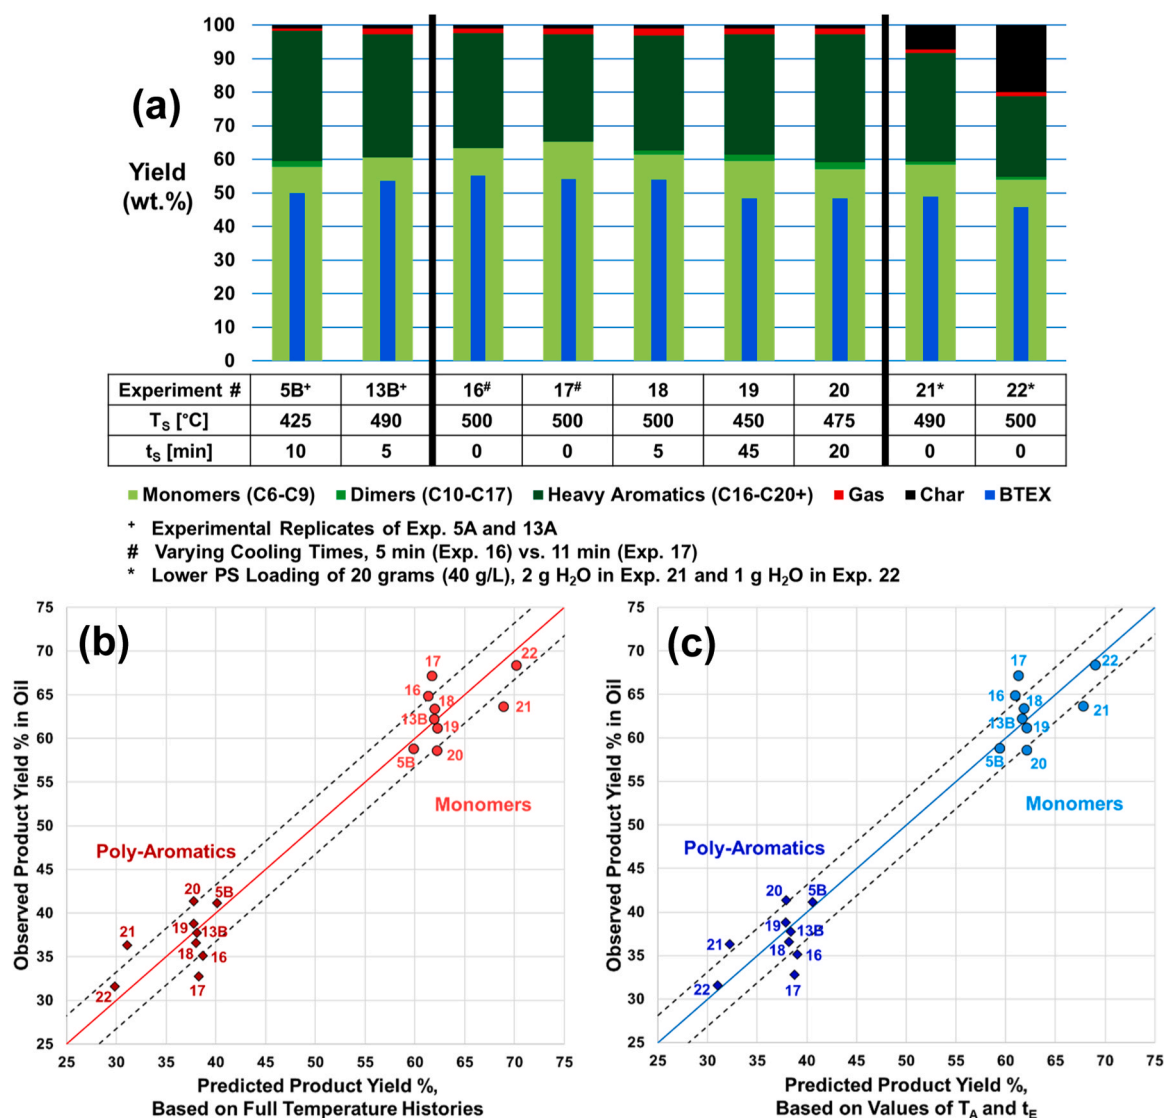 100
90
80
(a)
70
60
Yield
(wt.%)
50
40
30
20
10
0
Experiment # 5B+ 13B+ 16# 17# 18 19 20 21* 22*
TS [°C] 425 490 500 500 500 450 475 490 500
tS [min] 10 5 0 0 5 45 20 0 0
Monomers (C6-C9) Dimers (C10-C17) Heavy Aromatics (C16-C20+) Gas Char BTEX
+ Experimental Replicates of Exp. 5A and 13A
# Varying Cooling Times, 5 min (Exp. 16) vs. 11 min (Exp. 17)
* Lower PS Loading of 20 grams (40 g/L), 2 g H2O in Exp. 21 and 1 g H2O in Exp. 22
(b)
Observed Product Yield % in Oil
75
70
65
60
55
50
45
40
35
30
25
17
22
16
18
21
13B
19
5B
20
Monomers
Poly-Aromatics
20
5B
21
19
13B
18
16
22
17
25 30 35 40 45 50 55 60 65 70 75
Predicted Product Yield %,
Based on Full Temperature Histories
(c)
Observed Product Yield % in Oil
75
70
65
60
55
50
45
40
35
30
25
17
22
16
18
21
13B
19
5B
20
Monomers
Poly-Aromatics
20
5B
19
13B
21
18
16
22
17
25 30 35 40 45 50 55 60 65 70 75
Predicted Product Yield %,
Based on Values of TA and tE